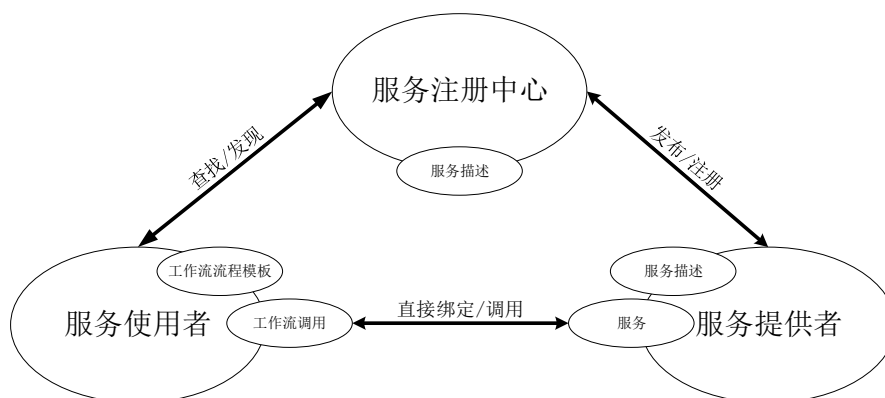 服务注册中心
服务描述
查找/发现
发布/注册
工作流流程模板
服务使用者
工作流调用
直接绑定/调用
服务描述
服务
服务提供者